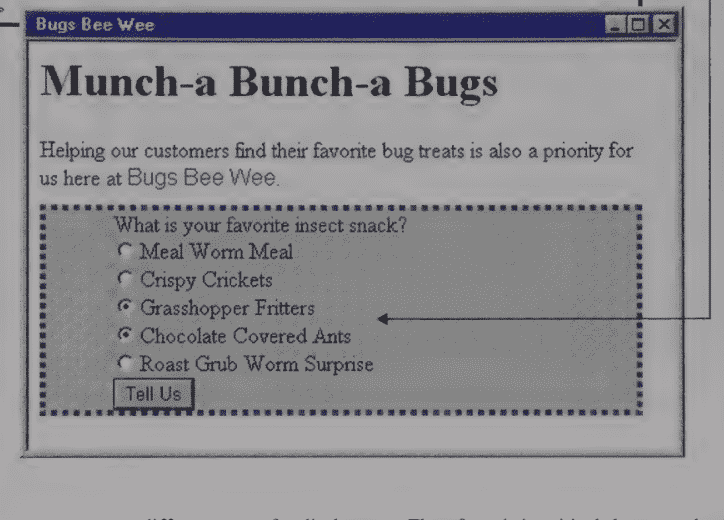 Bugs Bee Wee
Munch-a Bunch-a Bugs
Helping our customers find their favorite bug treats is also a priority for
us here at Bugs Bee Wee.
What is your favorite insect snack?
Meal Worm Meal
Crispy Crickets
Grasshopper Fritters
Chocolate Covered Ants
Roast Grub Worm Surprise
Tell Us